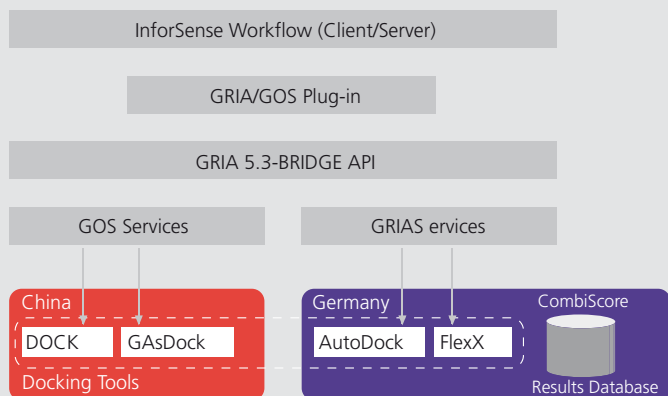 InforSense Workflow (Client/Server)
GRIA/GOS Plug-in
GRIA 5.3-BRIDGE API
GOS Services
GRIAS ervices
China
Germany
CombiScore
DOCK
GAsDock
AutoDock
FlexX
Docking Tools
Results Database